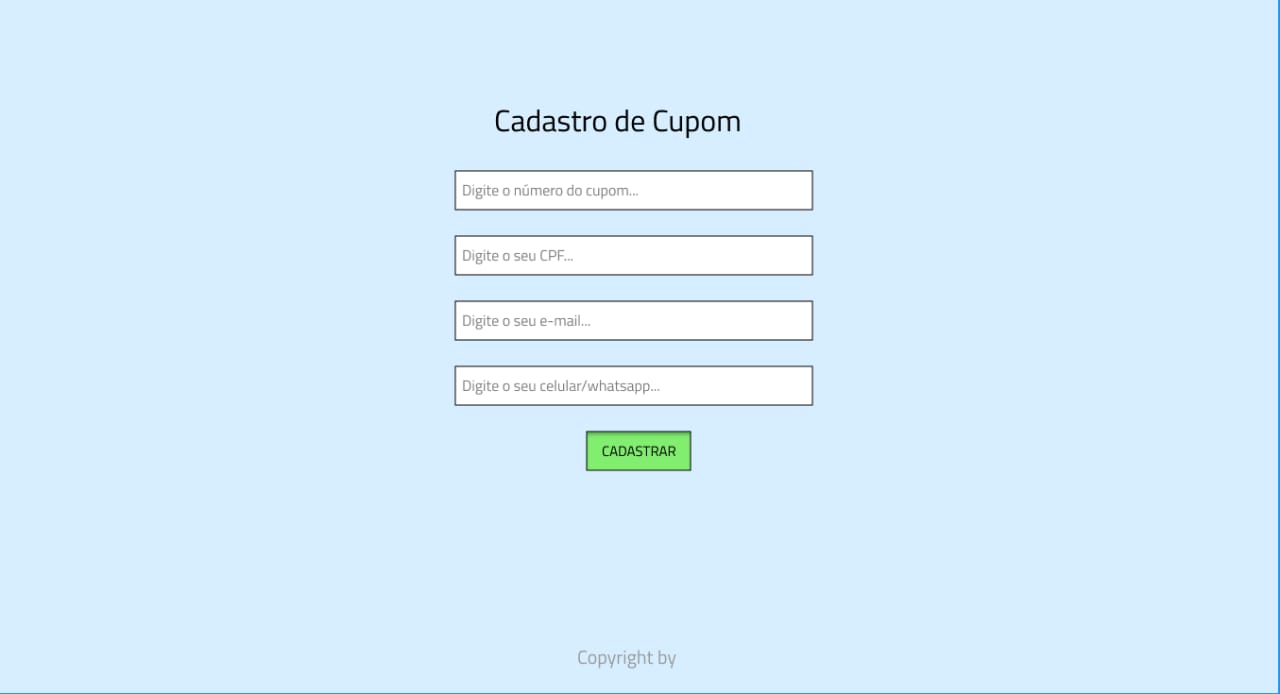 Cadastro de Cupom
Digite o número do cupom...
Digite o seu CPF...
Digite o seu e-mail...
Digite o seu celular/whatsapp...
CADASTRAR
Copyright by